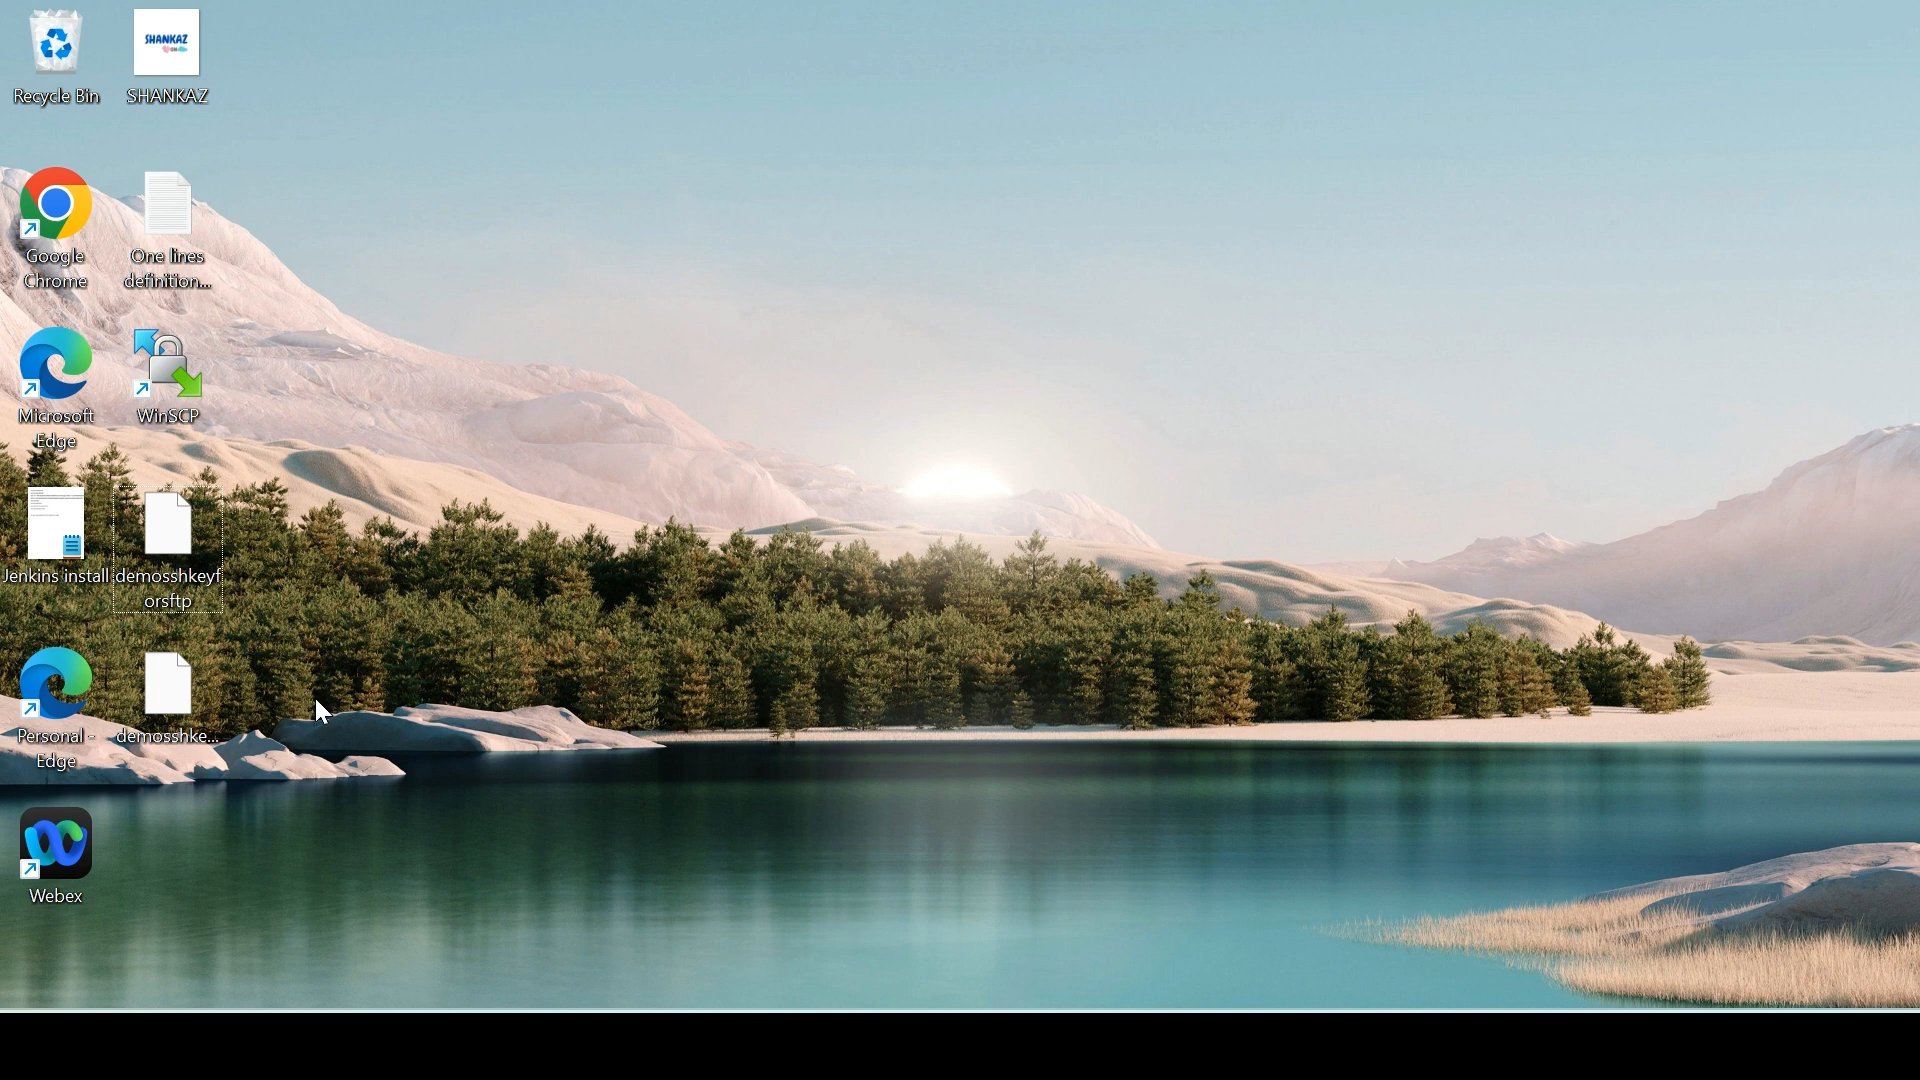 Recycle Bin
SHANKAZ
ON
SHANKAZ
Google
Chrome
One lines
definition...
Microsoft
Edge
WinSCP
Jenkins install
demosshkeyf
orsftp
Personal -
Edge
demosshke...
Webex